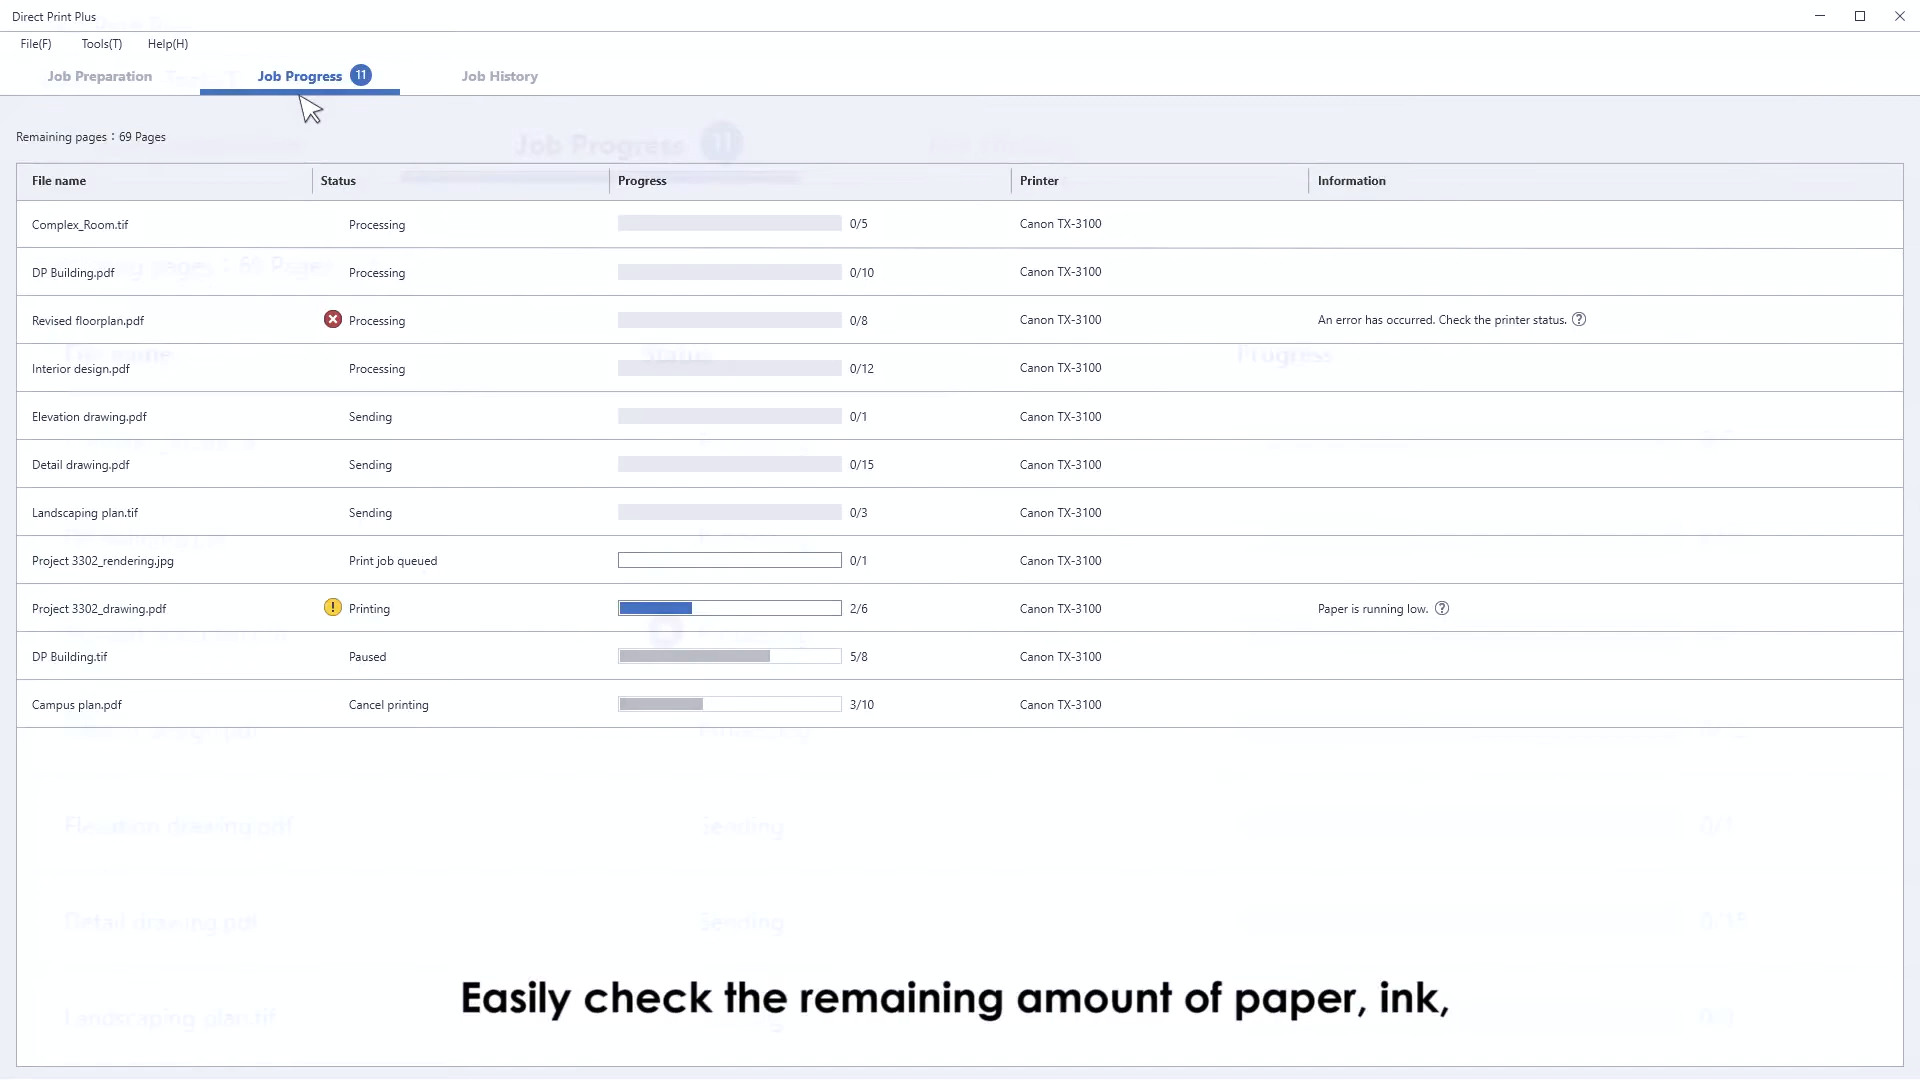 Direct Print Plus
File(F) Tools(T) Help(H)
Job Preparation Job Progress 11 Job History
Remaining pages : 69 Pages
File name Status Progress Printer Information
Complex_Room.tif Processing 0/5 Canon TX-3100
DP Building.pdf Processing 0/10 Canon TX-3100
Revised floorplan.pdf Processing 0/8 Canon TX-3100 An error has occurred. Check the printer status. ?
Interior design.pdf Processing 0/12 Canon TX-3100
Elevation drawing.pdf Sending 0/1 Canon TX-3100
Detail drawing.pdf Sending 0/15 Canon TX-3100
Landscaping plan.tif Sending 0/3 Canon TX-3100
Project 3302_rendering.jpg Print job queued 0/1 Canon TX-3100
Project 3302_drawing.pdf ! Printing 2/6 Canon TX-3100 Paper is running low. ?
DP Building.tif Paused 5/8 Canon TX-3100
Campus plan.pdf Cancel printing 3/10 Canon TX-3100
Easily check the remaining amount of paper, ink,